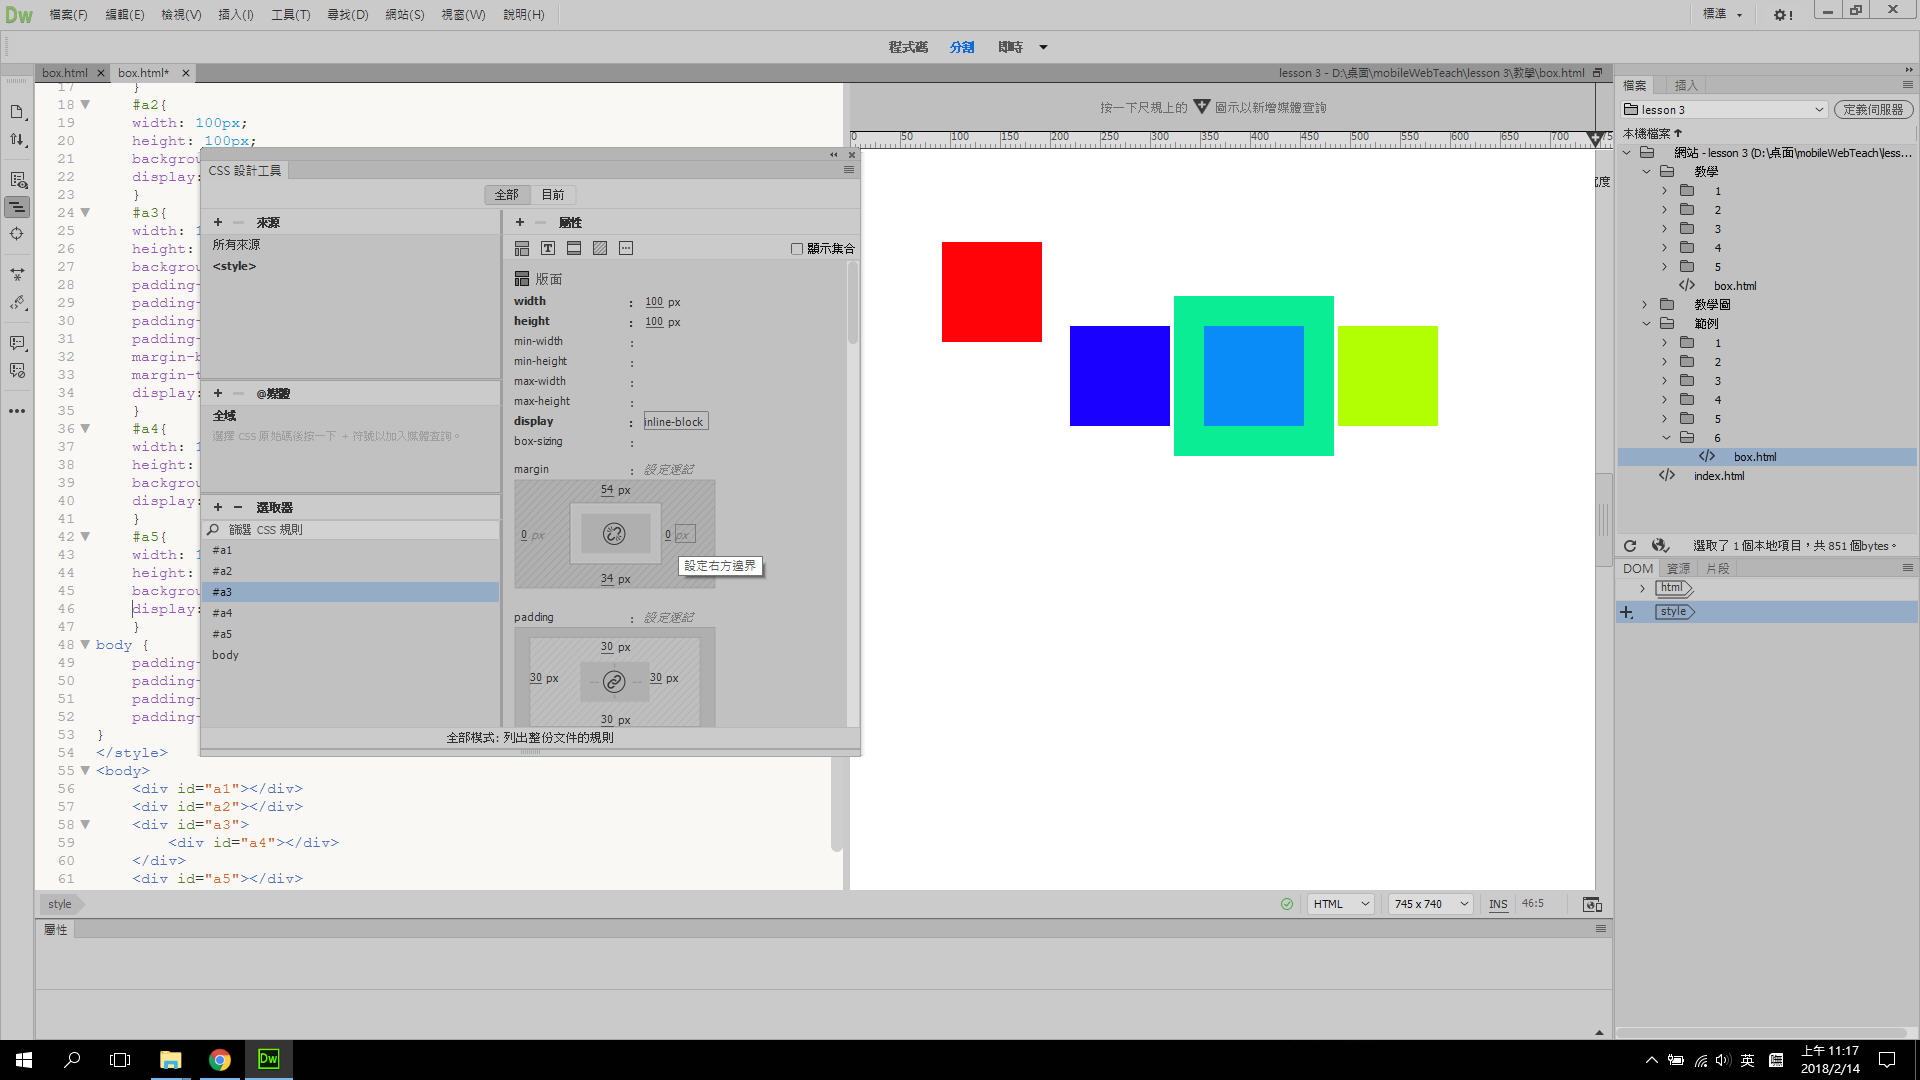 Dw 檔案(F) 編輯(E) 檢視(V) 插入(I) 工具(T) 尋找(D) 網站(S) 視窗(W) 說明(H) 標準
程式碼 分割 即時
box.html box.html* lesson 3 - D:\桌面\mobileWebTeach\lesson 3\教學\box.html
17 }
18 #a2{
19 width: 100px;
20 height: 100px;
21 backgrou
22 display:
23 }
24 #a3{
25 width: 1
26 height:
27 backgrou
28 padding-
29 padding-
30 padding-
31 padding-
32 margin-b
33 margin-t
34 display:
35 }
36 #a4{
37 width: 1
38 height:
39 backgrou
40 display:
41 }
42 #a5{
43 width: 1
44 height:
45 backgrou
46 display:
47 }
48 body {
49 padding-
50 padding-
51 padding-
52 padding-
53 }
54 </style>
55 <body>
56 <div id="a1"></div>
57 <div id="a2"></div>
58 <div id="a3">
59 <div id="a4"></div>
60 </div>
61 <div id="a5"></div>
CSS 設計工具
全部 目前
+ − 來源
所有來源
<style>
+ − @媒體
全域
選擇 CSS 原始碼後按一下 + 符號以加入媒體查詢。
+ − 選取器
篩選 CSS 規則
#a1
#a2
#a3
#a4
#a5
body
+ − 屬性
顯示集合
版面
width : 100 px
height : 100 px
min-width :
min-height :
max-width :
max-height :
display : inline-block
box-sizing :
margin : 設定速記
54 px
0 px 0 px
設定右方邊界
34 px
padding : 設定速記
30 px
30 px 30 px
30 px
全部模式: 列出整份文件的規則
按一下尺規上的 圖示以新增媒體查詢
0 50 100 150 200 250 300 350 400 450 500 550 600 650 700 75
度
style
HTML 745 x 740 INS 46:5
屬性
檔案 插入
lesson 3 定義伺服器
本機檔案
網站 - lesson 3 (D:\桌面\mobileWebTeach\less...
教學
1
2
3
4
5
box.html
教學圖
範例
1
2
3
4
5
6
box.html
index.html
選取了 1 個本地項目，共 851 個bytes。
DOM 資源 片段
html
style
Dw
英
上午 11:17
2018/2/14